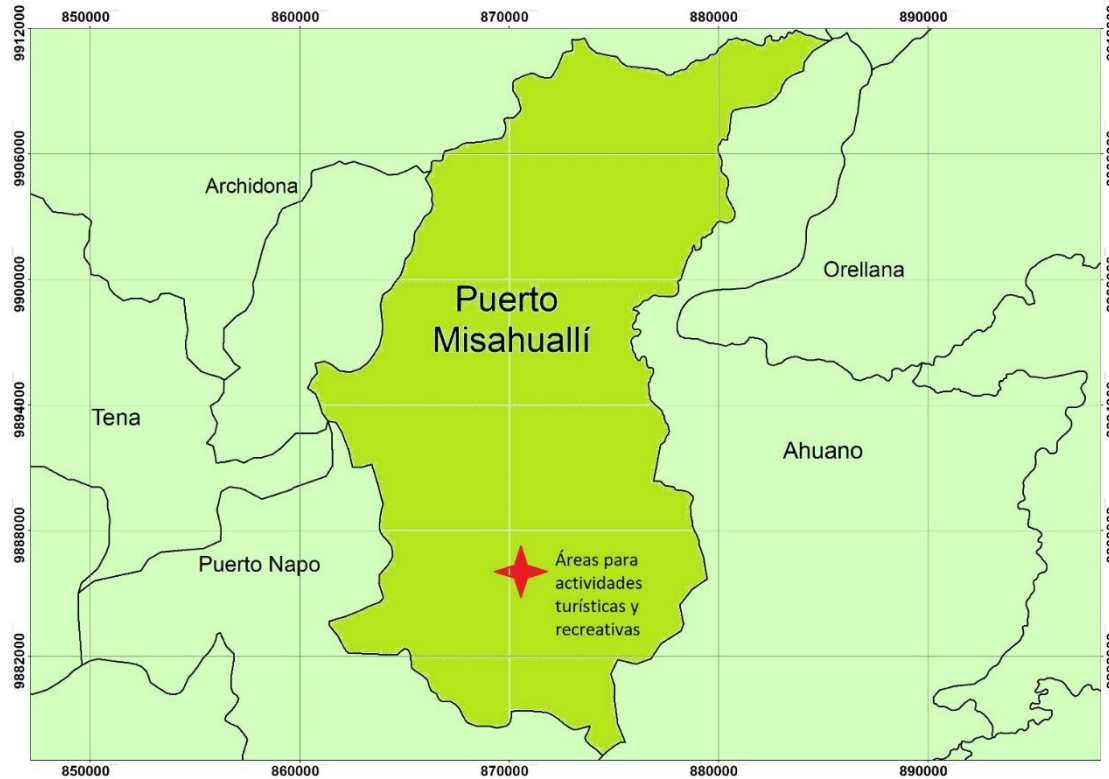 850000 860000 870000 880000 890000
9912000
9906000
9900000
9894000
9888000
9882000
Archidona
Orellana
Puerto
Misahuallí
Tena
Ahuano
Puerto Napo
Áreas para
actividades
turísticas y
recreativas
850000 860000 870000 880000 890000